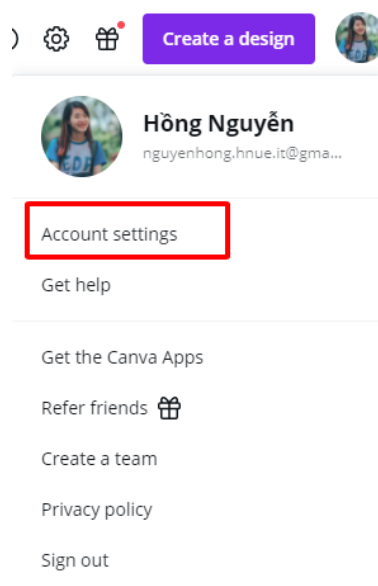 Create a design
Hồng Nguyễn
nguyenhong.hnue.it@gma...
Account settings
Get help
Get the Canva Apps
Refer friends
Create a team
Privacy policy
Sign out